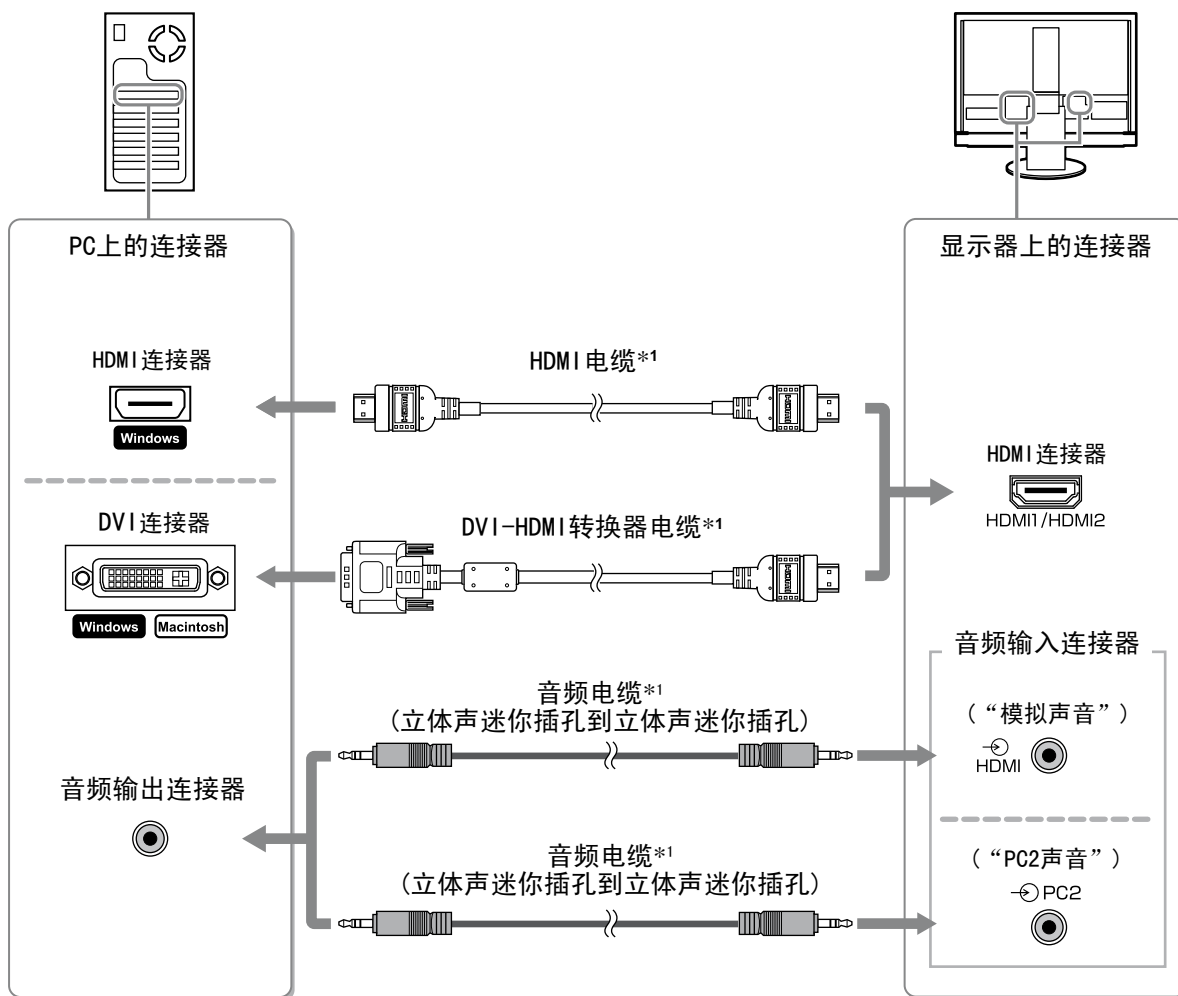 PC上的连接器
显示器上的连接器
HDMI连接器
Windows
HDMI电缆*1
HDMI
HDMI
HDMI连接器
HDMI1/HDMI2
DVI连接器
Windows Macintosh
DVI-HDMI转换器电缆*1
HDMI
音频输入连接器
音频电缆*1
(立体声迷你插孔到立体声迷你插孔)
(“模拟声音”)
HDMI
音频输出连接器
音频电缆*1
(立体声迷你插孔到立体声迷你插孔)
(“PC2声音”)
PC2